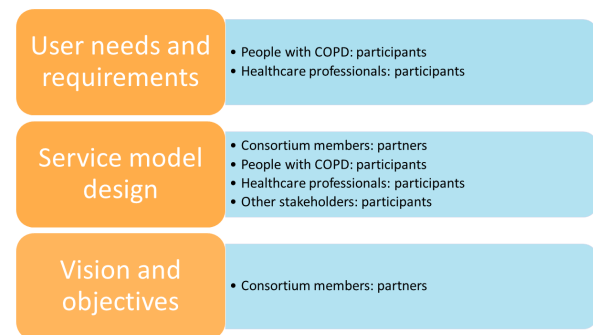 User needs and
requirements
• People with COPD: participants
• Healthcare professionals: participants
Service model
design
• Consortium members: partners
• People with COPD: participants
• Healthcare professionals: participants
• Other stakeholders: participants
Vision and
objectives
• Consortium members: partners